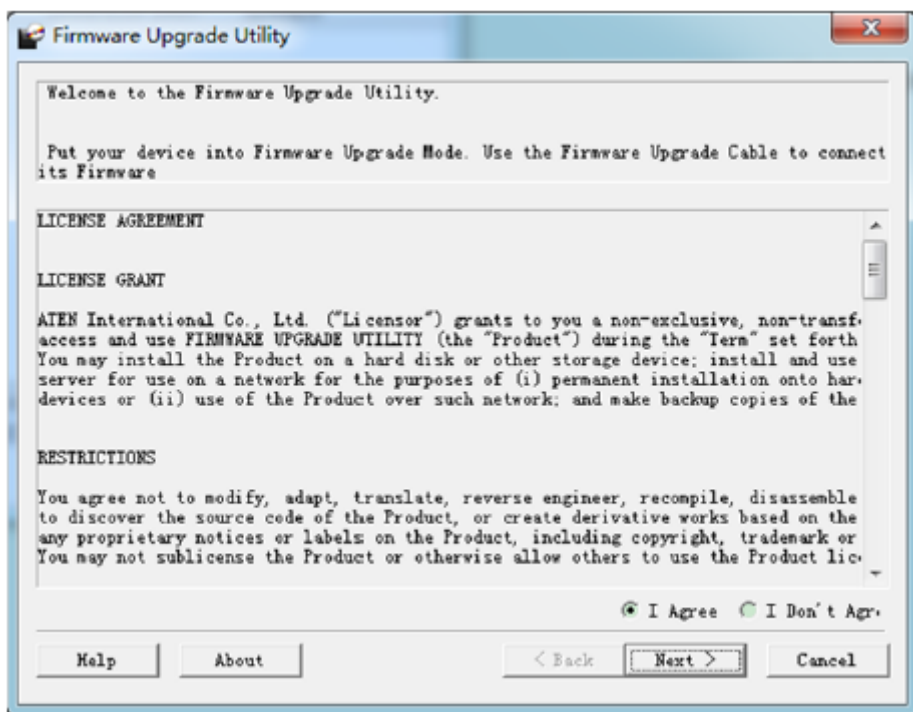 Firmware Upgrade Utility
Welcome to the Firmware Upgrade Utility.
Put your device into Firmware Upgrade Mode. Use the Firmware Upgrade Cable to connect
its Firmware
LICENSE AGREEMENT
LICENSE GRANT
ATEN International Co., Ltd. ("Licensor") grants to you a non-exclusive, non-transf
access and use FIRMWARE UPGRADE UTILITY (the "Product") during the "Term" set forth
You may install the Product on a hard disk or other storage device; install and use
server for use on a network for the purposes of (i) permanent installation onto har
devices or (ii) use of the Product over such network; and make backup copies of the
RESTRICTIONS
You agree not to modify, adapt, translate, reverse engineer, recompile, disassemble
to discover the source code of the Product, or create derivative works based on the
any proprietary notices or labels on the Product, including copyright, trademark or
You may not sublicense the Product or otherwise allow others to use the Product lic
I Agree I Don't Agr
Help About < Back Next > Cancel